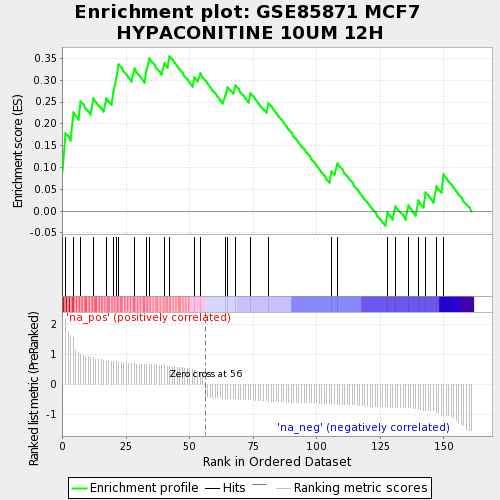 Enrichment plot: GSE85871 MCF7
HYPACONITINE 10UM 12H
Enrichment score (ES)
0.35
0.30
0.25
0.20
0.15
0.10
0.05
0.00
-0.05
Ranked list metric (PreRanked)
2
1
0
-1
'na_pos' (positively correlated)
Zero cross at 56
'na_neg' (negatively correlated)
0 25 50 75 100 125 150
Rank in Ordered Dataset
Enrichment profile Hits Ranking metric scores